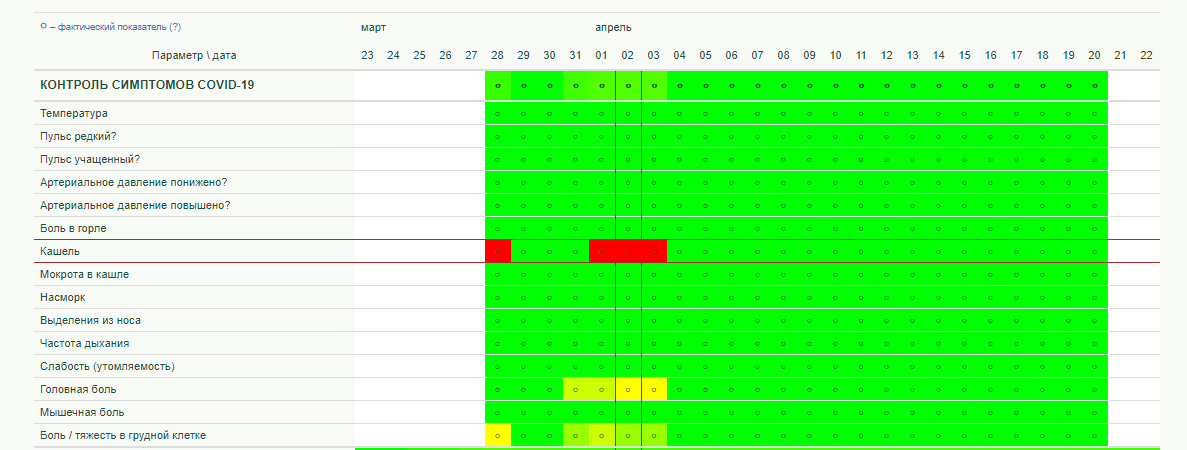 ○ – фактический показатель (?)
март апрель
Параметр \ дата 23 24 25 26 27 28 29 30 31 01 02 03 04 05 06 07 08 09 10 11 12 13 14 15 16 17 18 19 20 21 22
КОНТРОЛЬ СИМПТОМОВ COVID-19
Температура
Пульс редкий?
Пульс учащенный?
Артериальное давление понижено?
Артериальное давление повышено?
Боль в горле
Кашель
Мокрота в кашле
Насморк
Выделения из носа
Частота дыхания
Слабость (утомляемость)
Головная боль
Мышечная боль
Боль / тяжесть в грудной клетке